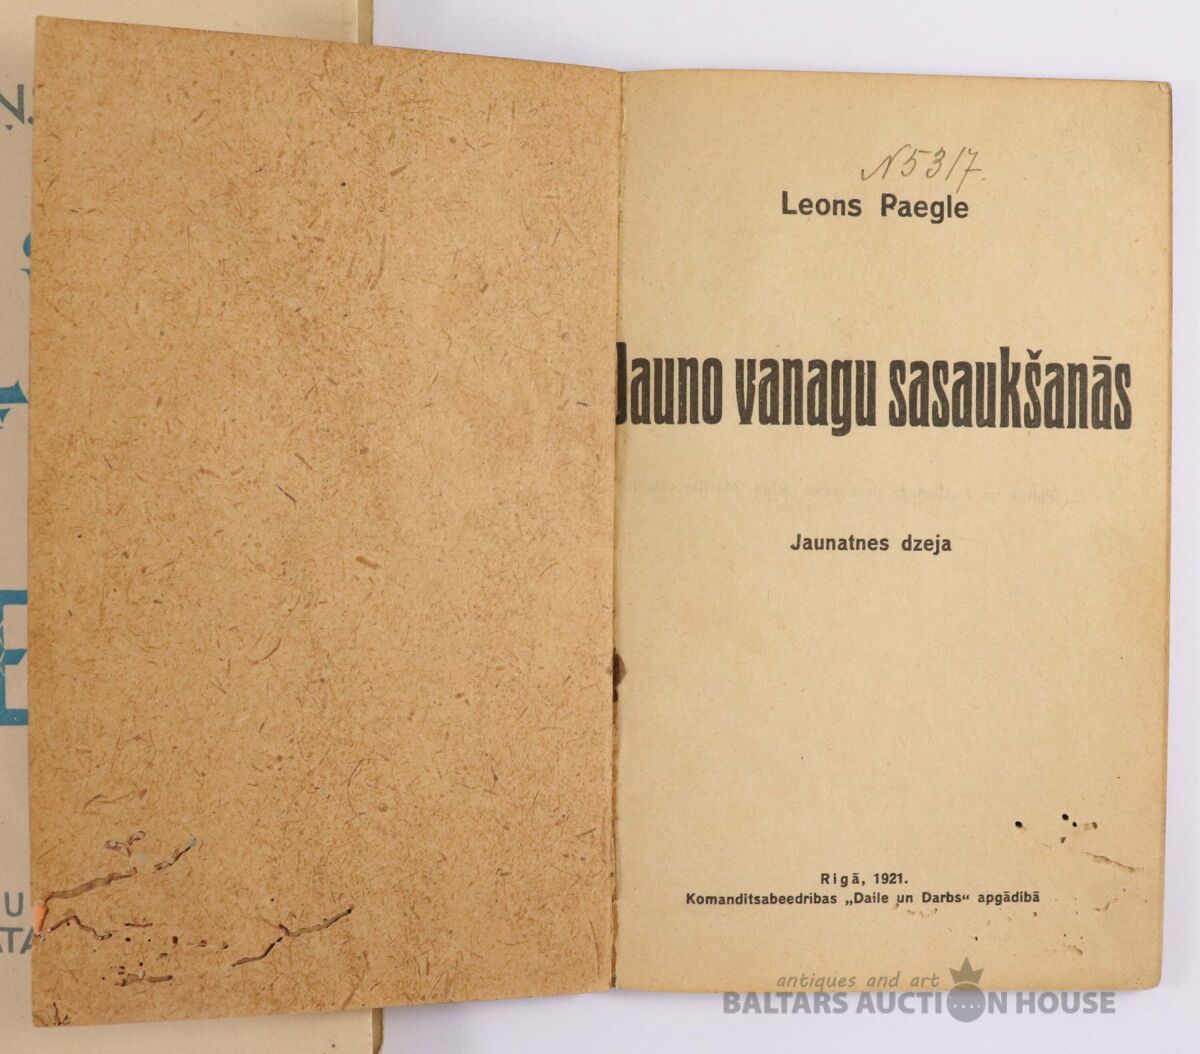 N5317.
Leons Paegle
Jauno vanagu sasaukšanās
Jaunatnes dzeja
Rigā, 1921.
Komanditsabeedribas „Daile un Darbs“ apgādibā
antiques and art
BALTARS AUCTION HOUSE